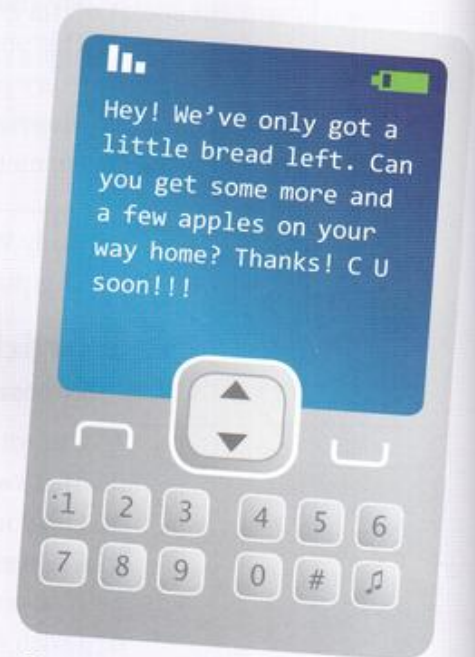 Hey! We've only got a
little bread left. Can
you get some more and
a few apples on your
way home? Thanks! C U
soon!!!
1 2 3 4 5 6
7 8 9 0 # ♫